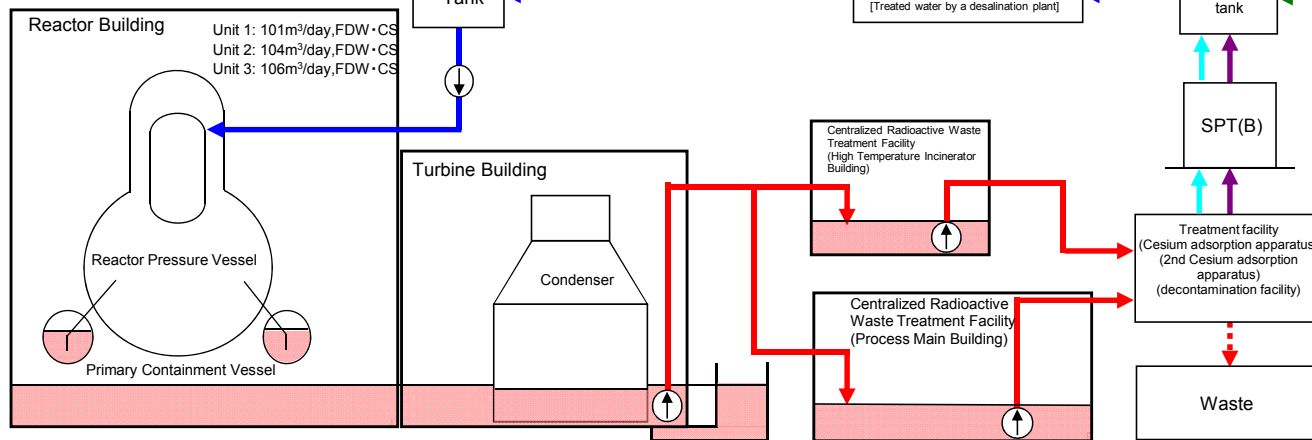 Tank
[Treated water by a desalination plant]
tank
Reactor Building
Unit 1: 101m³/day,FDW・CS
Unit 2: 104m³/day,FDW・CS
Unit 3: 106m³/day,FDW・CS
SPT(B)
Centralized Radioactive Waste
Treatment Facility
(High Temperature Incinerator
Building)
Turbine Building
Treatment facility
(Cesium adsorption apparatus
(2nd Cesium adsorption
apparatus)
(decontamination facility)
Reactor Pressure Vessel
Condenser
Centralized Radioactive
Waste Treatment Facility
(Process Main Building)
Primary Containment Vessel
Waste